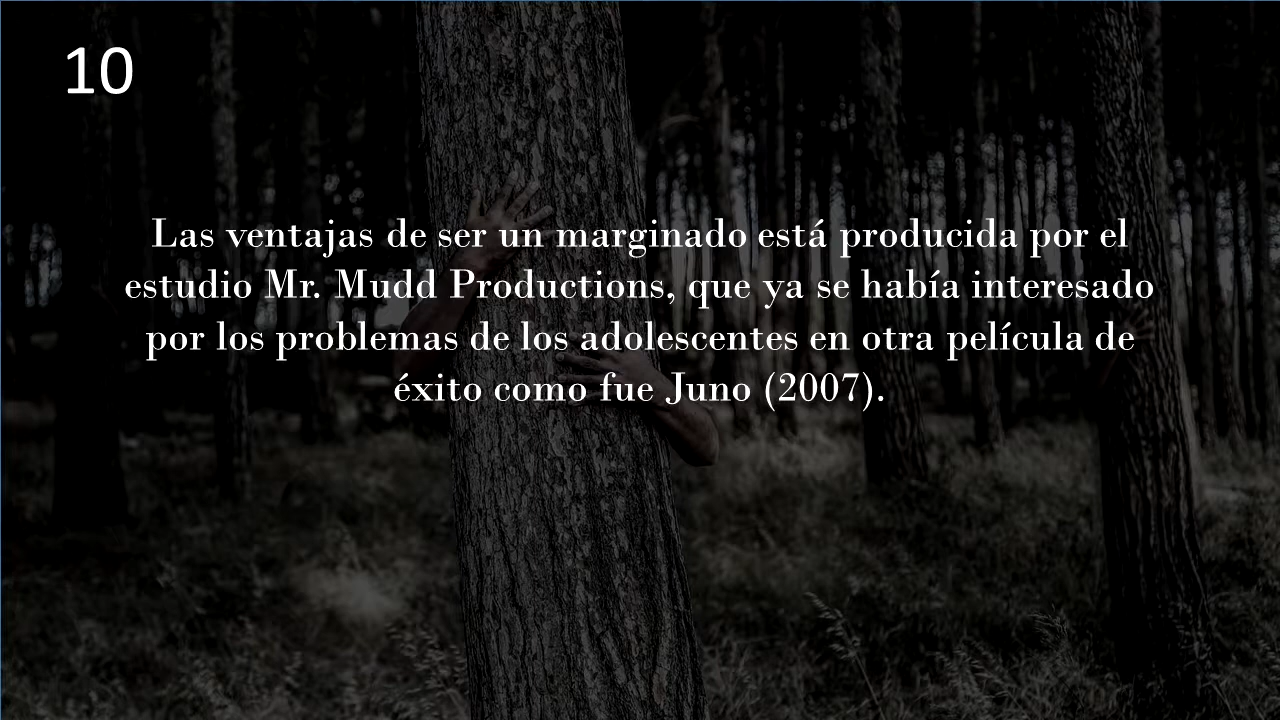 10
Las ventajas de ser un marginado está producida por el
estudio Mr. Mudd Productions, que ya se había interesado
por los problemas de los adolescentes en otra película de
éxito como fue Juno (2007).